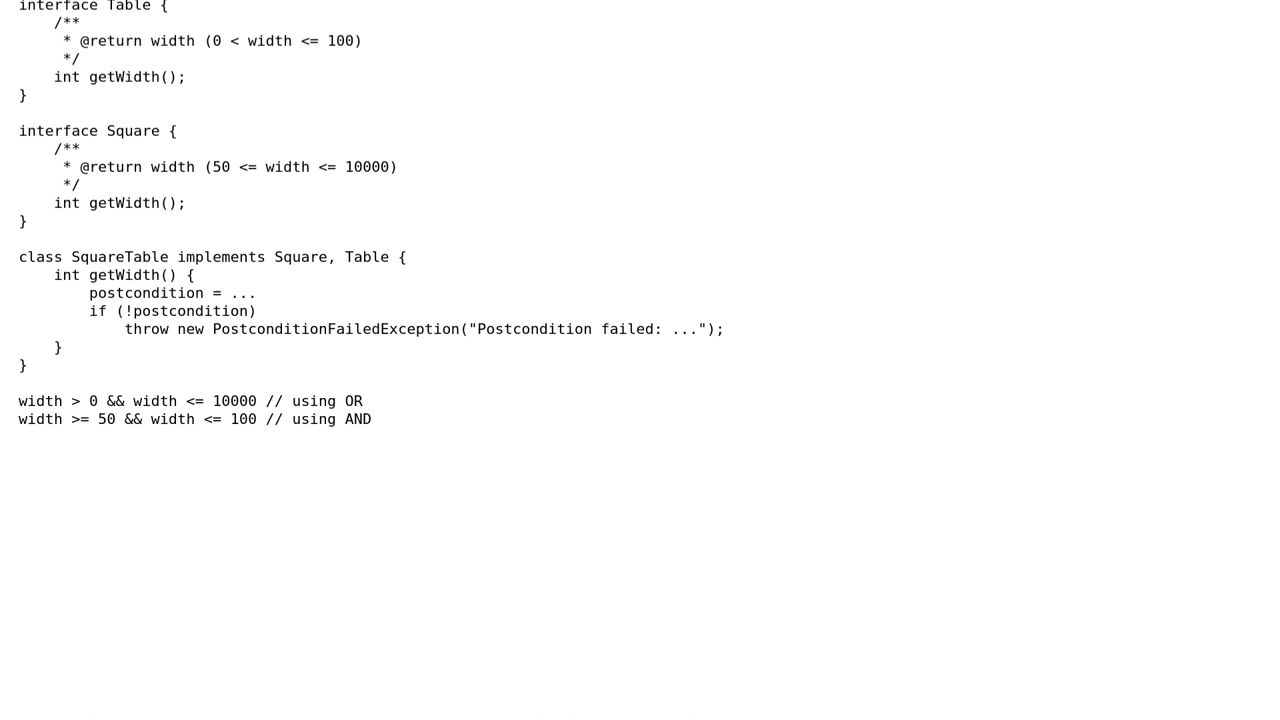 interface Table {
    /**
     * @return width (0 < width <= 100)
     */
    int getWidth();
}

interface Square {
    /**
     * @return width (50 <= width <= 10000)
     */
    int getWidth();
}

class SquareTable implements Square, Table {
    int getWidth() {
        postcondition = ...
        if (!postcondition)
            throw new PostconditionFailedException("Postcondition failed: ...");
    }
}

width > 0 && width <= 10000 // using OR
width >= 50 && width <= 100 // using AND